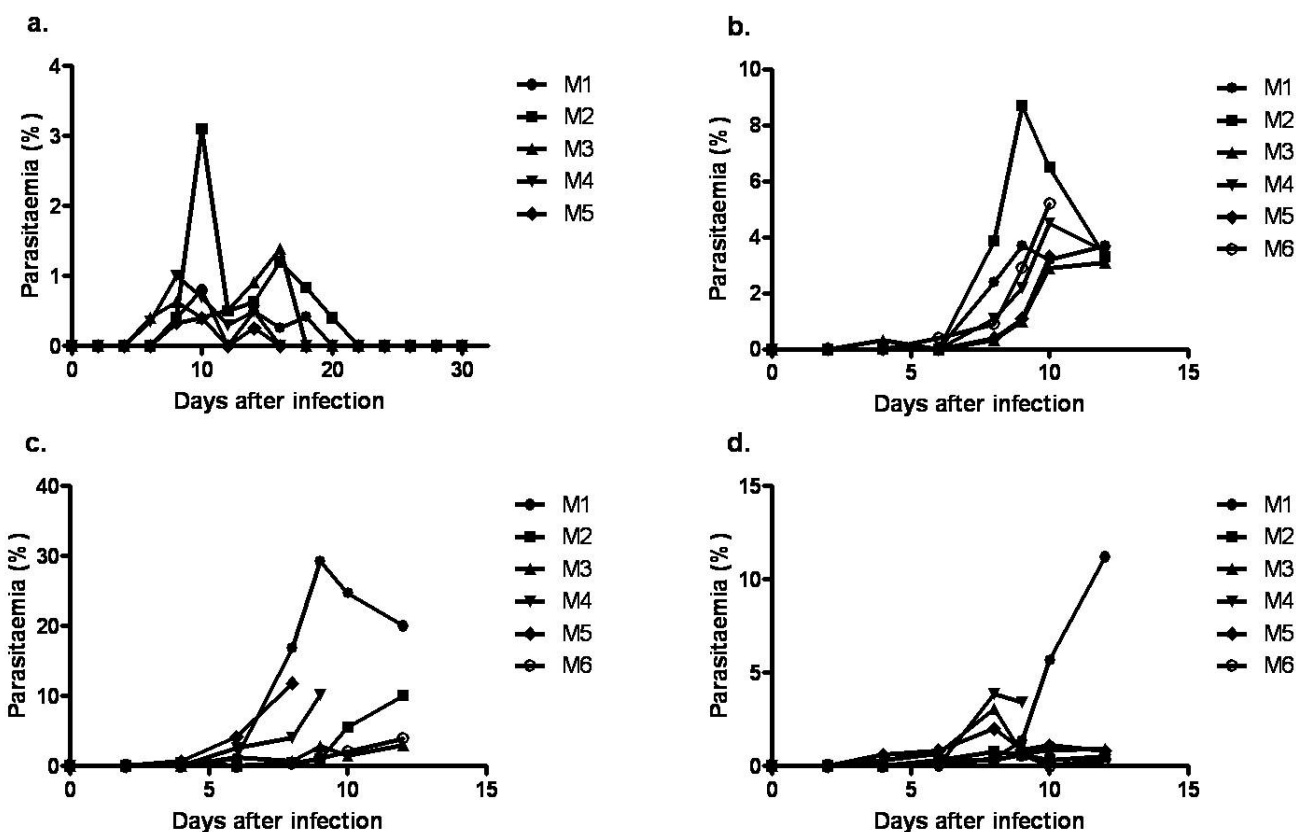 a.
4
3
2
1
0
Parasitaemia (%)
0 10 20 30
Days after infection
M1
M2
M3
M4
M5
b.
10
8
6
4
2
0
Parasitaemia (%)
0 5 10 15
Days after infection
M1
M2
M3
M4
M5
M6
c.
40
30
20
10
0
Parasitaemia (%)
0 5 10 15
Days after infection
M1
M2
M3
M4
M5
M6
d.
15
10
5
0
Parasitaemia (%)
0 5 10 15
Days after infection
M1
M2
M3
M4
M5
M6